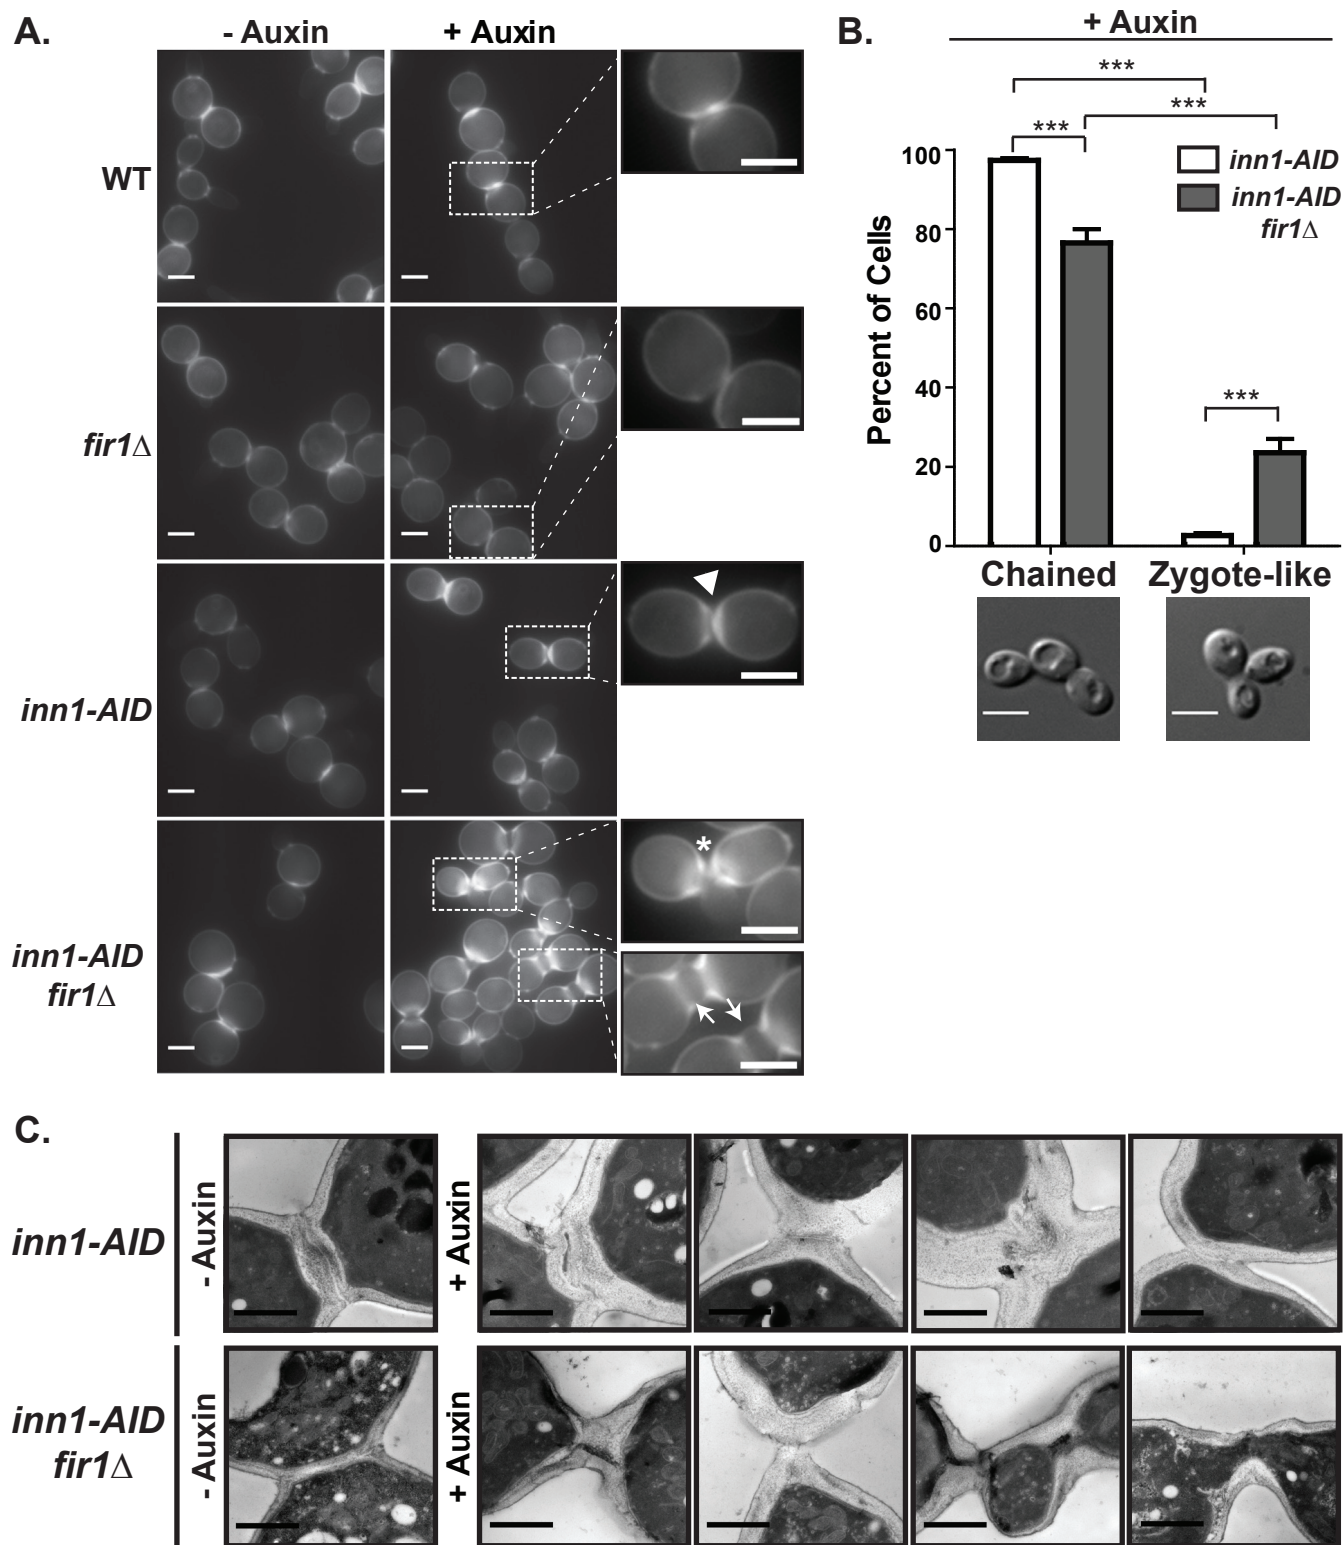 A.
- Auxin
+ Auxin
WT
fir1Δ
inn1-AID
*
inn1-AID
fir1Δ
B.
+ Auxin
***
***
***
100
80
60
40
20
0
Percent of Cells
inn1-AID
inn1-AID
fir1Δ
***
Chained
Zygote-like
C.
inn1-AID
- Auxin
+ Auxin
inn1-AID
fir1Δ
- Auxin
+ Auxin